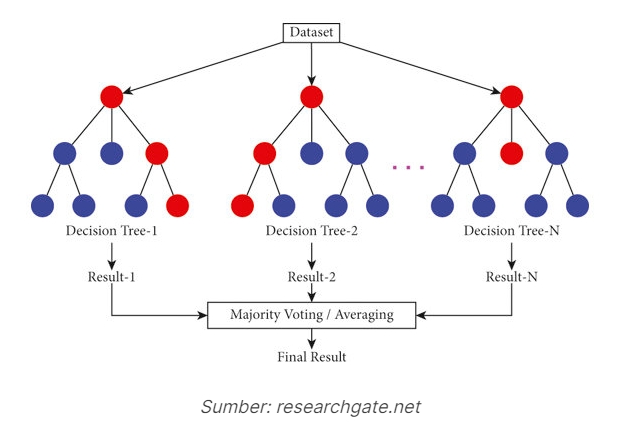 Dataset
Decision Tree-1
Decision Tree-2
Decision Tree-N
Result-1
Result-2
Result-N
Majority Voting / Averaging
Final Result
Sumber: researchgate.net